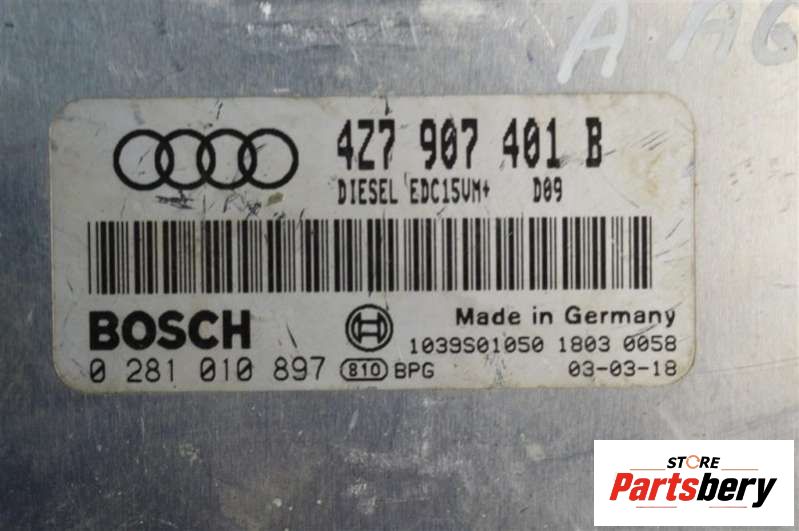 A A6
4Z7 907 401 B
DIESEL EDC15VM+ D09
BOSCH
Made in Germany
1039S01050 1803 0058
0 281 010 897 810 BPG
03-03-18
STORE
Partsbery